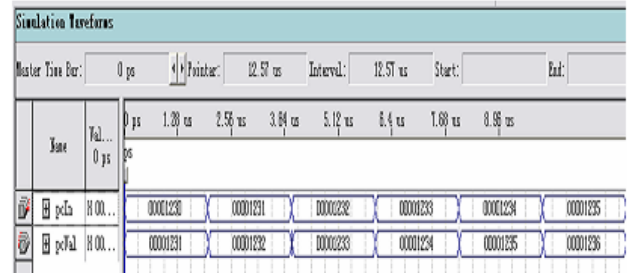 Simulation Waveforms
Master Time Bar: 0 ps Pointer: 12.57 us Interval: 12.57 us Start: End:
Name Val... 0 ps
0 ps 1.28 us 2.56 us 3.84 us 5.12 us 6.4 us 7.68 us 8.96 us
ps
pcIn H 00... 00001230 00001231 00001232 00001233 00001234 00001235
pcVal H 00... 00001231 00001232 00001233 00001234 00001235 00001236